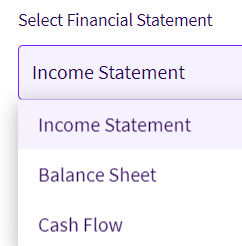 Select Financial Statement
Income Statement
Income Statement
Balance Sheet
Cash Flow